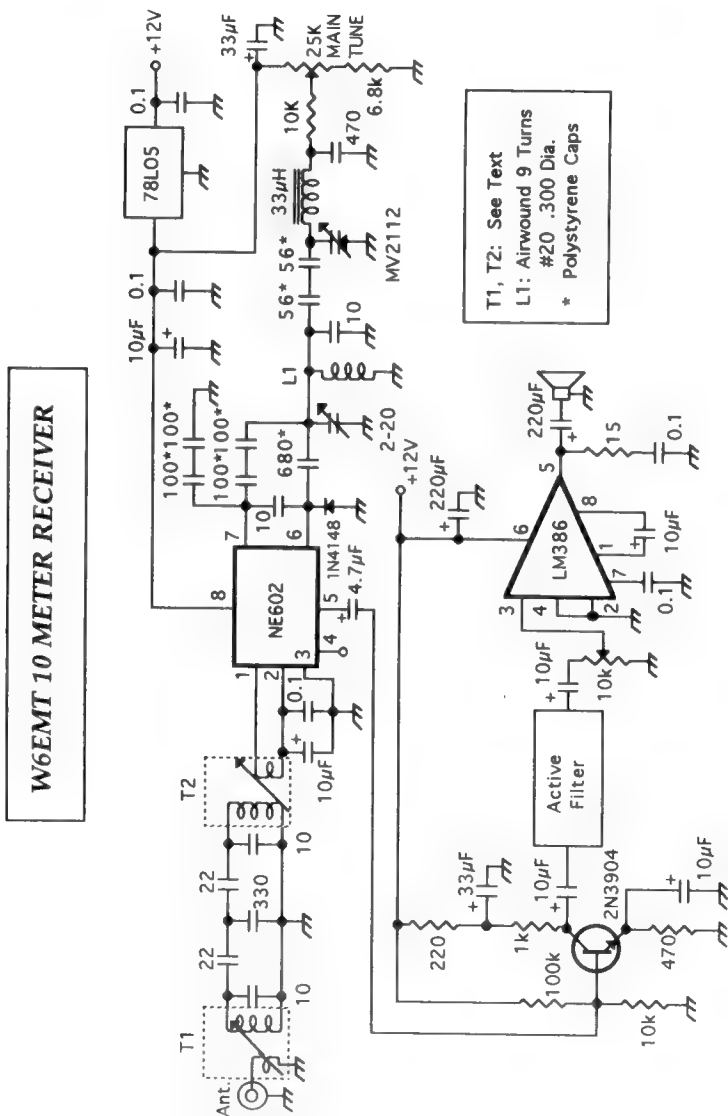 W6EMT 10 METER RECEIVER
T1
Ant.
10
22
330
22
10
T2
10µF
+
0.1
1
2
3
4
5
6
7
8
NE602
+
4.7µF
1N4148
10
100*100*
100*100*
680*
2-20
L1
10
56*
56*
MV2112
33µH
470
10K
25K
MAIN
TUNE
6.8k
33µF
+
10µF
+
0.1
78L05
0.1
+12V
10k
100k
220
+
33µF
1k
2N3904
470
+
10µF
+
10µF
Active
Filter
+
10µF
10k
3
4
2
7
1
8
6
5
LM386
0.1
+
10µF
+12V
+
220µF
220µF
+
15
0.1
T1, T2: See Text
L1: Airwound 9 Turns
#20 .300 Dia.
* Polystyrene Caps